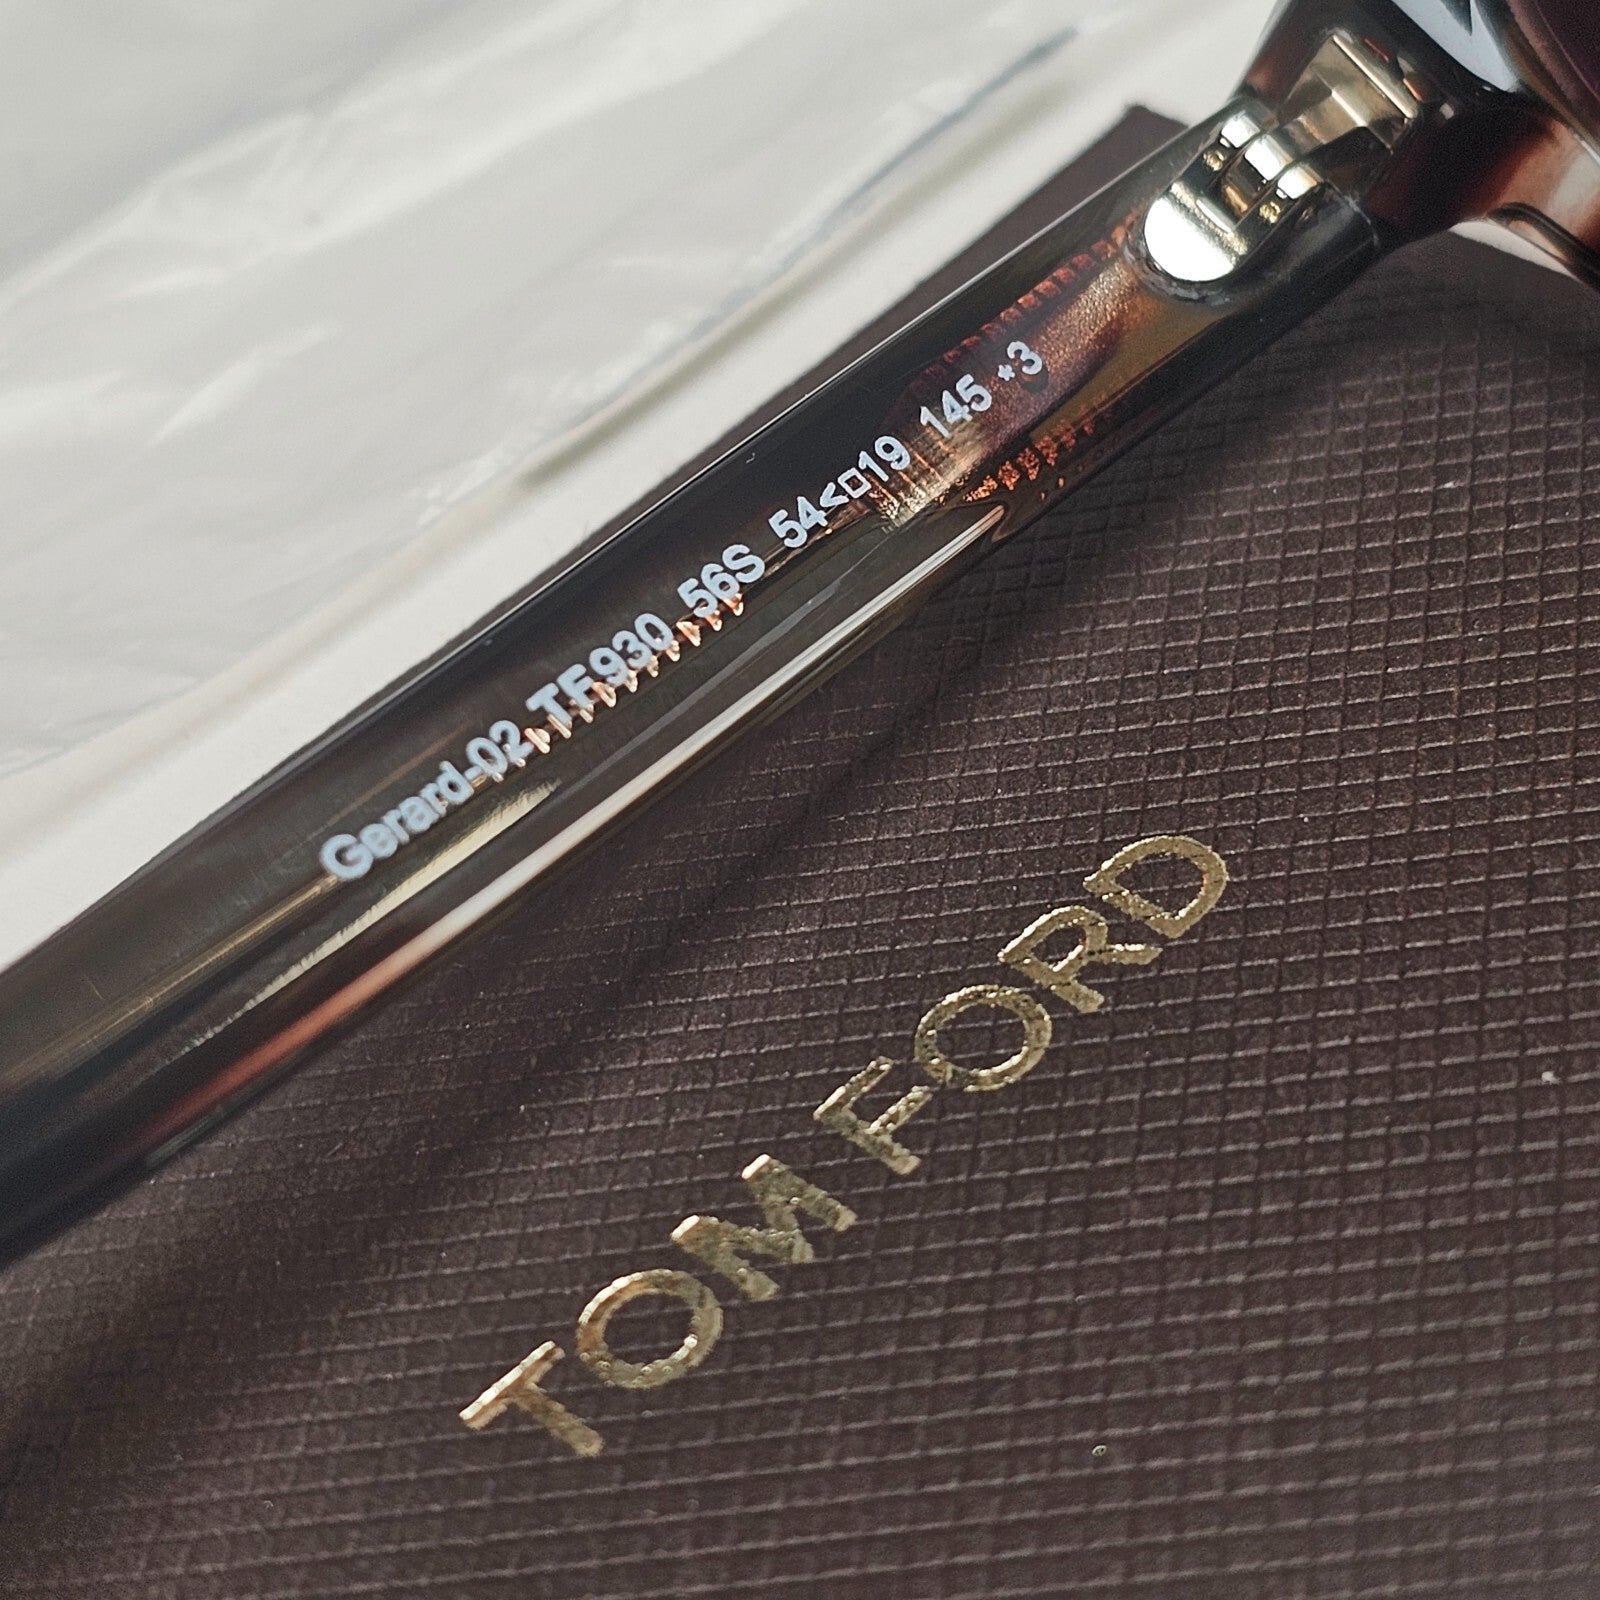 Gerard-02 TF930 56S 54<□19 145 *3
TOM FORD